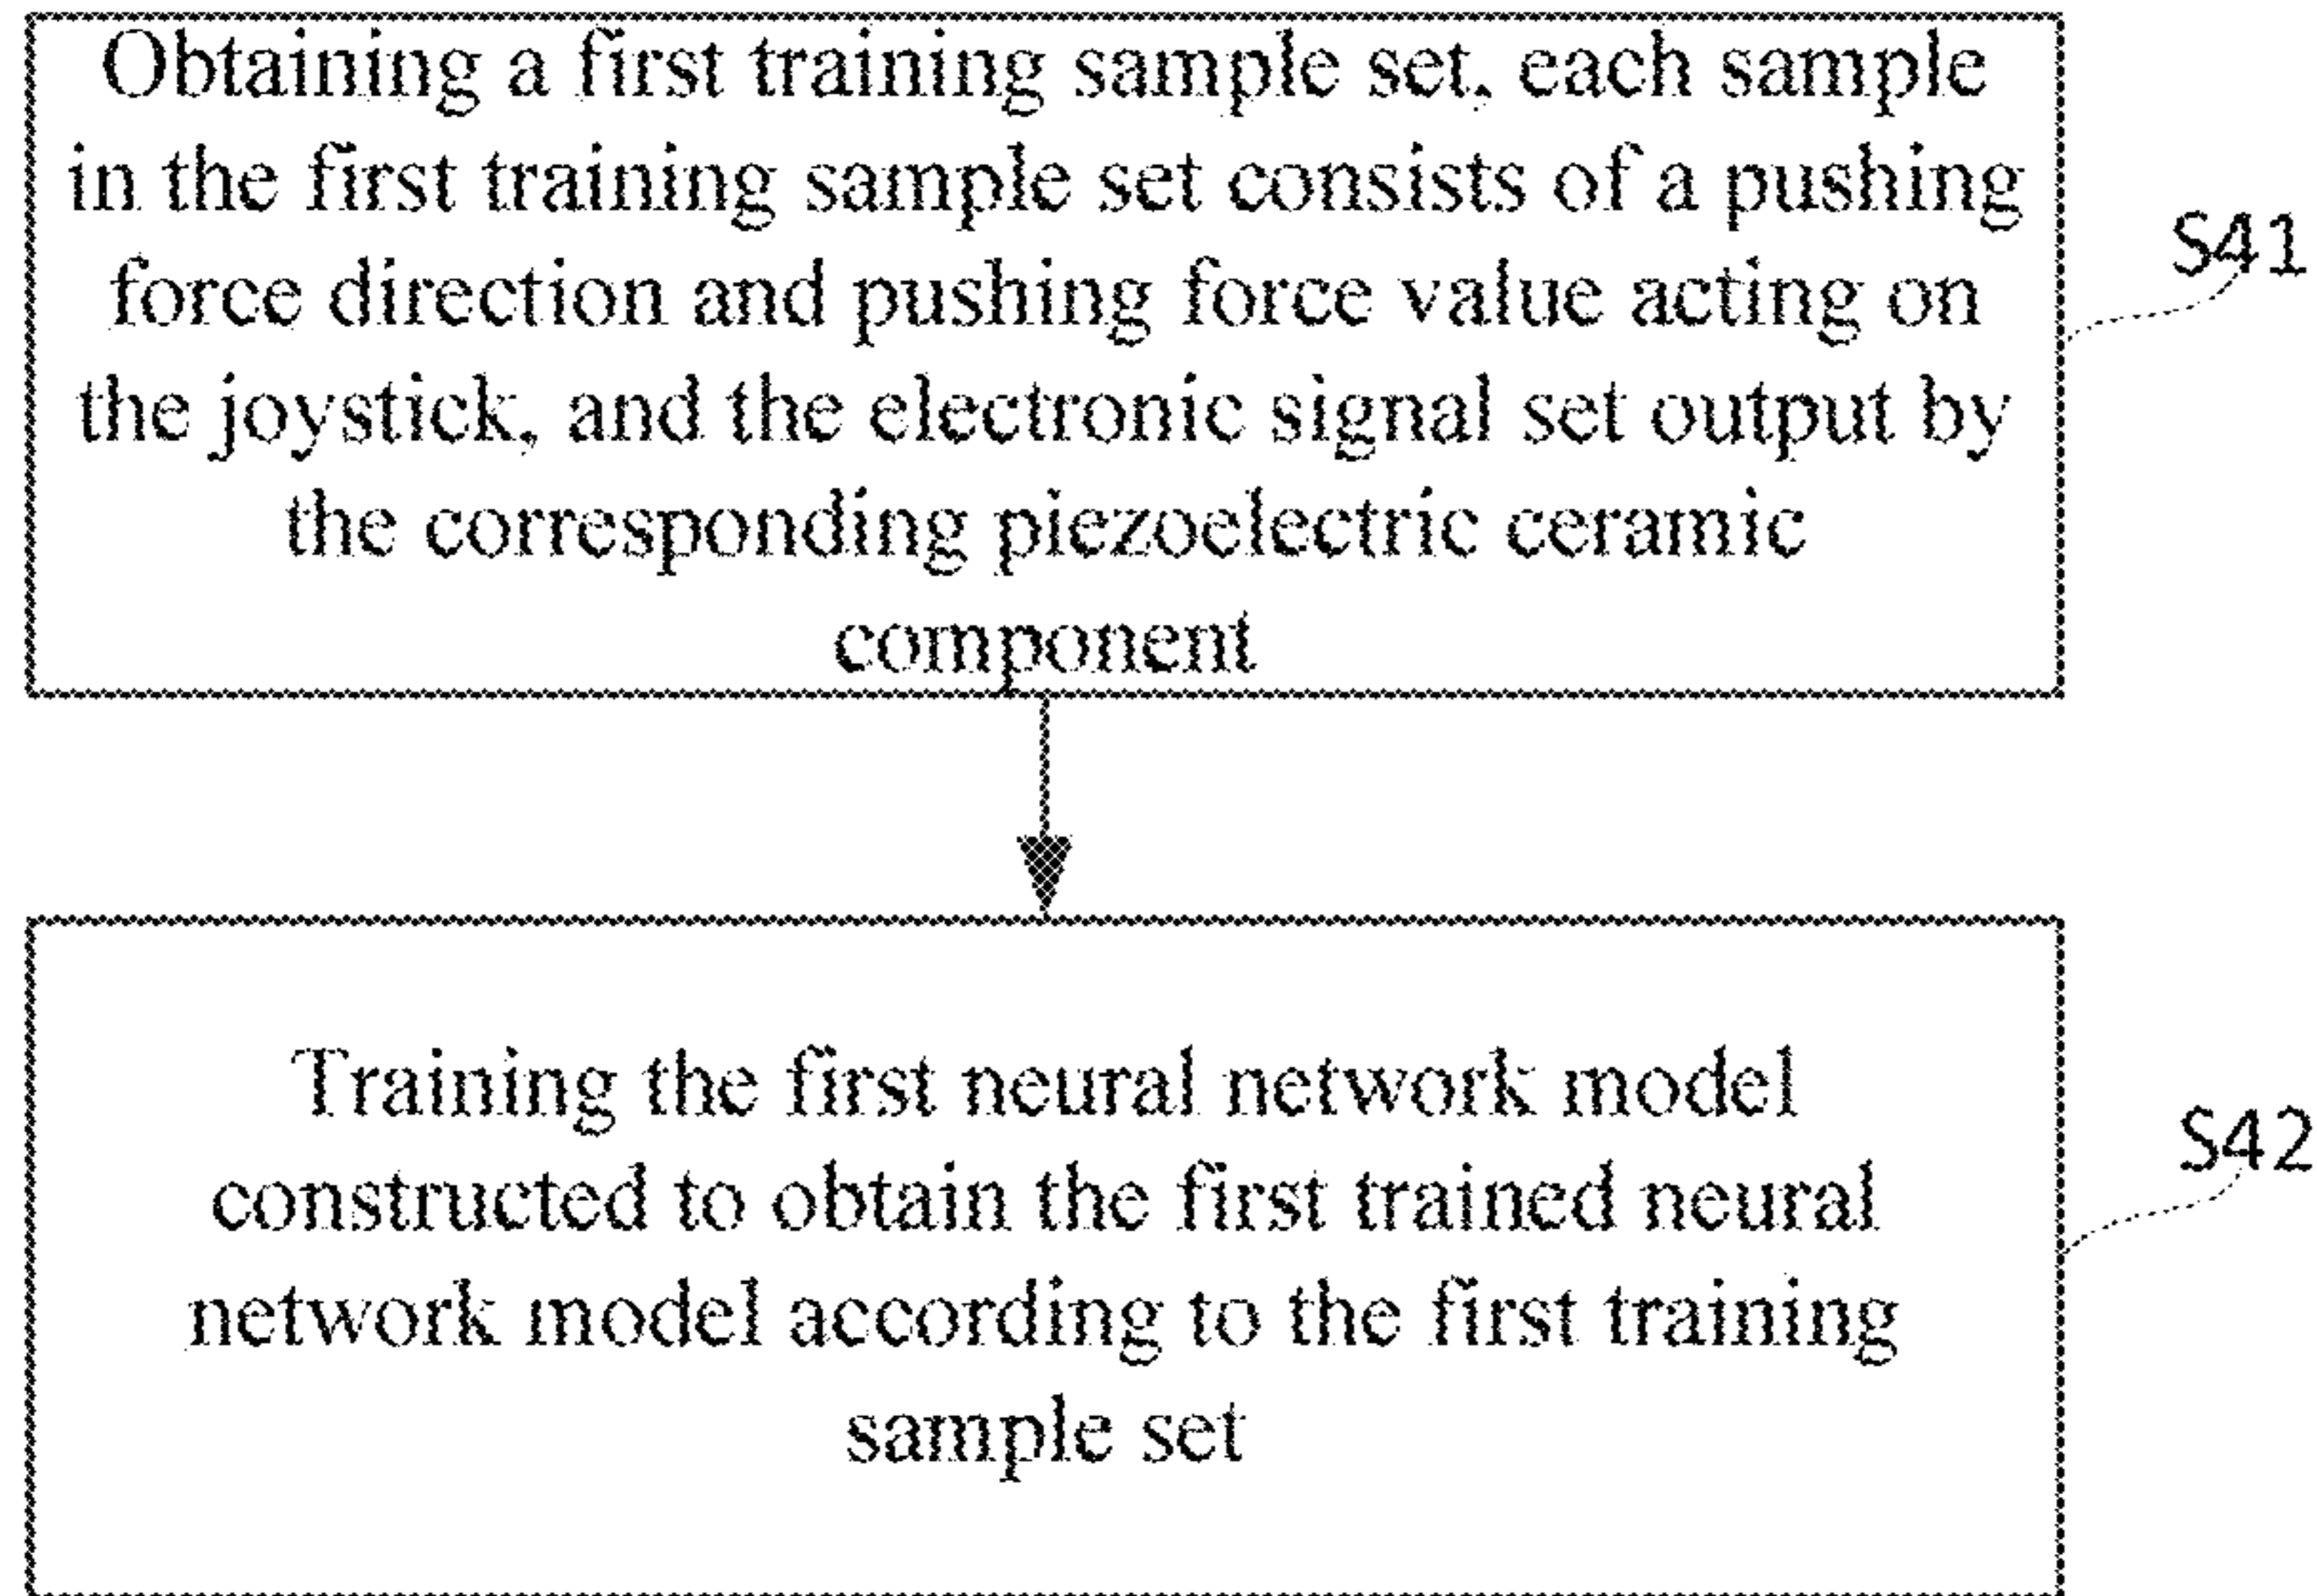 Obtaining a first training sample set, each sample
in the first training sample set consists of a pushing
force direction and pushing force value acting on
the joystick, and the electronic signal set output by
the corresponding piezoelectric ceramic
component
S41
Training the first neural network model
constructed to obtain the first trained neural
network model according to the first training
sample set
S42